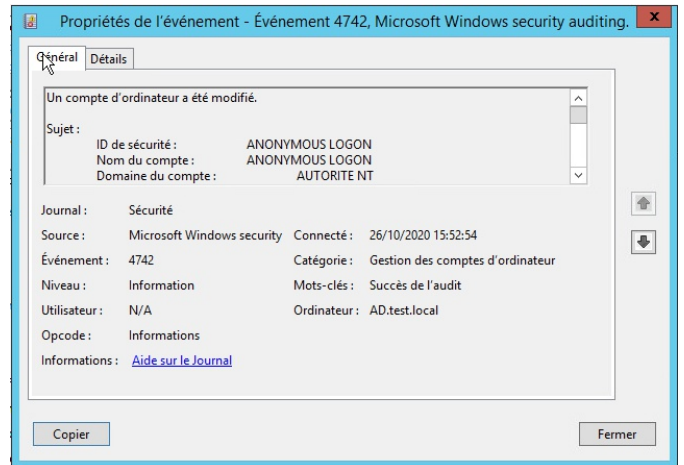 Propriétés de l'événement - Événement 4742, Microsoft Windows security auditing. x
Général Détails
Un compte d'ordinateur a été modifié.
Sujet :
ID de sécurité : ANONYMOUS LOGON
Nom du compte : ANONYMOUS LOGON
Domaine du compte : AUTORITE NT
Journal : Sécurité
Source : Microsoft Windows security Connecté : 26/10/2020 15:52:54
Événement : 4742 Catégorie : Gestion des comptes d'ordinateur
Niveau : Information Mots-clés : Succès de l'audit
Utilisateur : N/A Ordinateur : AD.test.local
Opcode : Informations
Informations : Aide sur le Journal
Copier Fermer